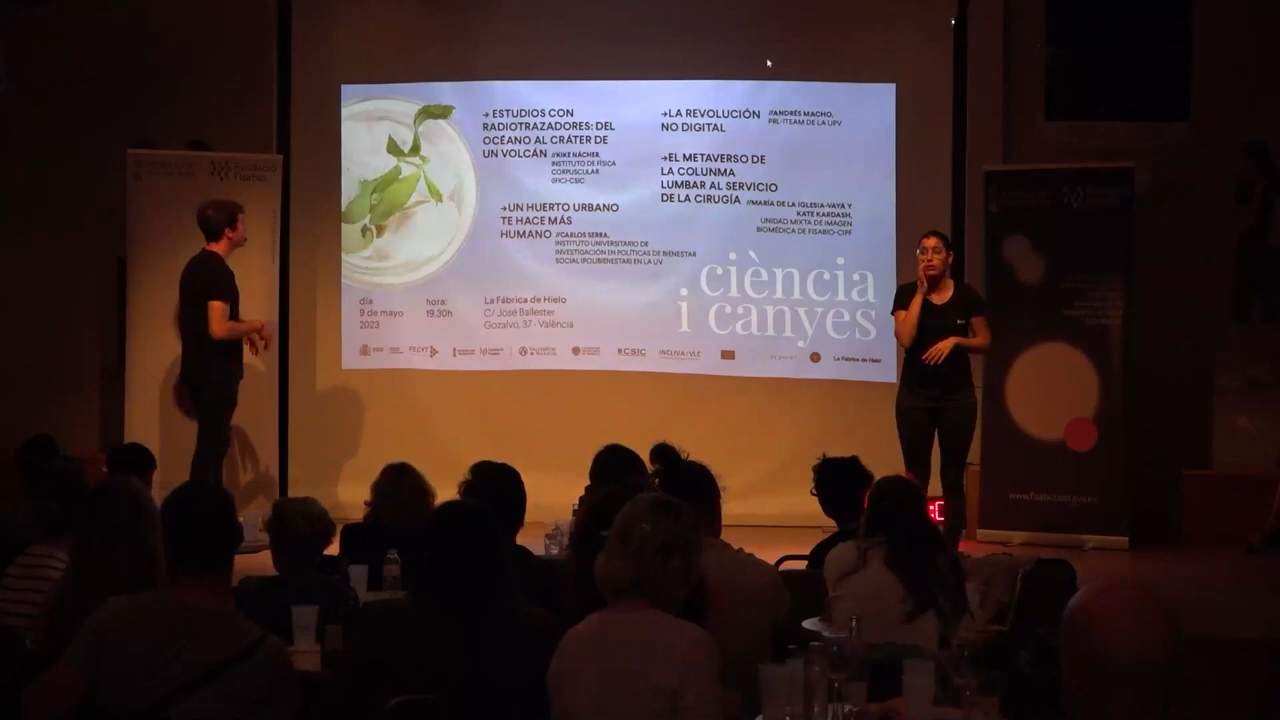 → ESTUDIOS CON
RADIOTRAZADORES: DEL
OCÉANO AL CRÁTER DE
UN VOLCÁN //KIKE NÁCHER,
INSTITUTO DE FÍSICA
CORPUSCULAR
(IFIC)-CSIC
→UN HUERTO URBANO
TE HACE MÁS
HUMANO //CARLOS SERRA,
INSTITUTO UNIVERSITARIO DE
INVESTIGACIÓN EN POLÍTICAS DE BIENESTAR
SOCIAL (POLIBIENESTAR) EN LA UV
→LA REVOLUCIÓN //ANDRÉS MACHO,
NO DIGITAL PRL-ITEAM DE LA UPV
→EL METAVERSO DE
LA COLUNMA
LUMBAR AL SERVICIO
DE LA CIRUGÍA //MARÍA DE LA IGLESIA-VAYÁ Y
KATE KARDASH,
UNIDAD MIXTA DE IMAGEN
BIOMÉDICA DE FISABIO-CIPF
ciència
i canyes
día
9 de mayo
2023
hora:
19.30h
La Fábrica de Hielo
C/ José Ballester
Gozalvo, 37 - València
FECYT
CSIC
INCLIVA | VLC
La Fábrica de Hielo
Fundació
Fisabio